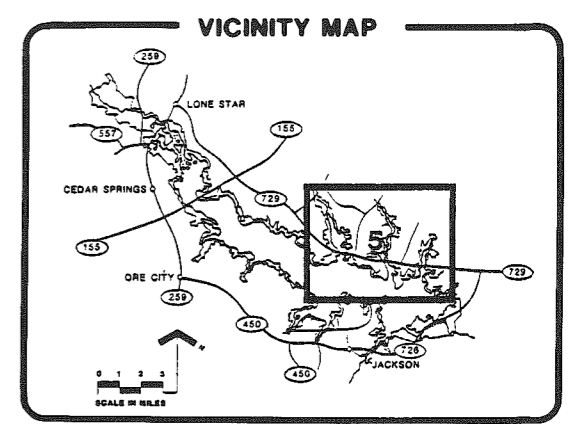 VICINITY MAP
259
LONE STAR
557
155
CEDAR SPRINGS
729
5
155
ORE CITY
259
729
450
726
JACKSON
450
N
0 1 2 3
SCALE IN MILES